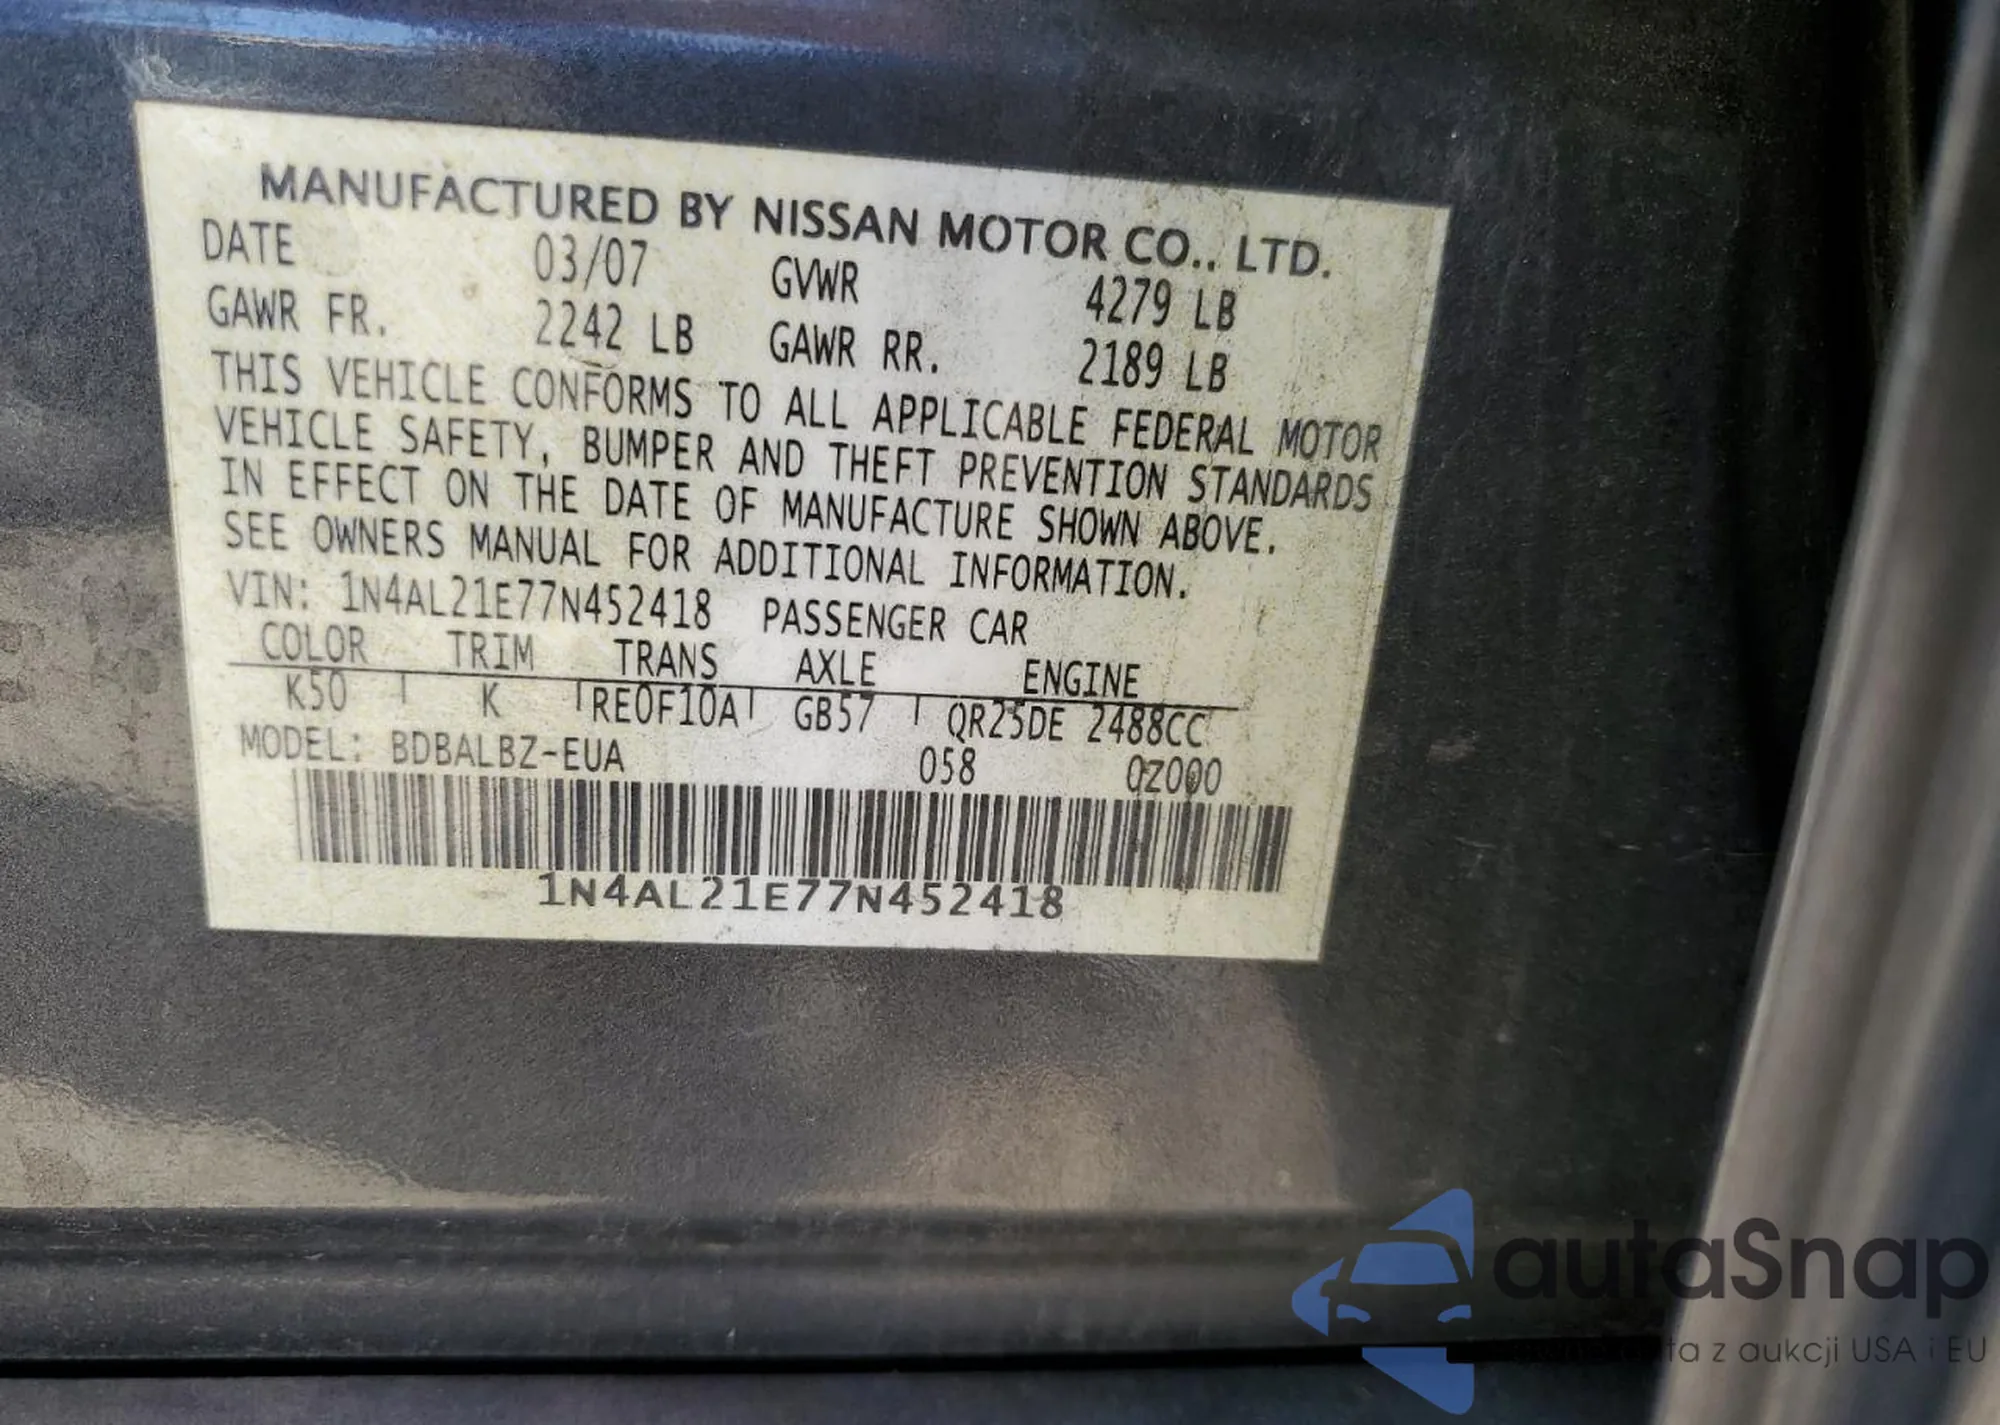 MANUFACTURED BY NISSAN MOTOR CO., LTD.
DATE 03/07 GVWR 4279 LB
GAWR FR. 2242 LB GAWR RR. 2189 LB
THIS VEHICLE CONFORMS TO ALL APPLICABLE FEDERAL MOTOR
VEHICLE SAFETY, BUMPER AND THEFT PREVENTION STANDARDS
IN EFFECT ON THE DATE OF MANUFACTURE SHOWN ABOVE.
SEE OWNERS MANUAL FOR ADDITIONAL INFORMATION.
VIN: 1N4AL21E77N452418 PASSENGER CAR
COLOR TRIM TRANS AXLE ENGINE
K50 K RE0F10A GB57 QR25DE 2488CC
MODEL: BDBALBZ-EUA 058 0Z000
1N4AL21E77N452418
autaSnap
z aukcji USA i EU